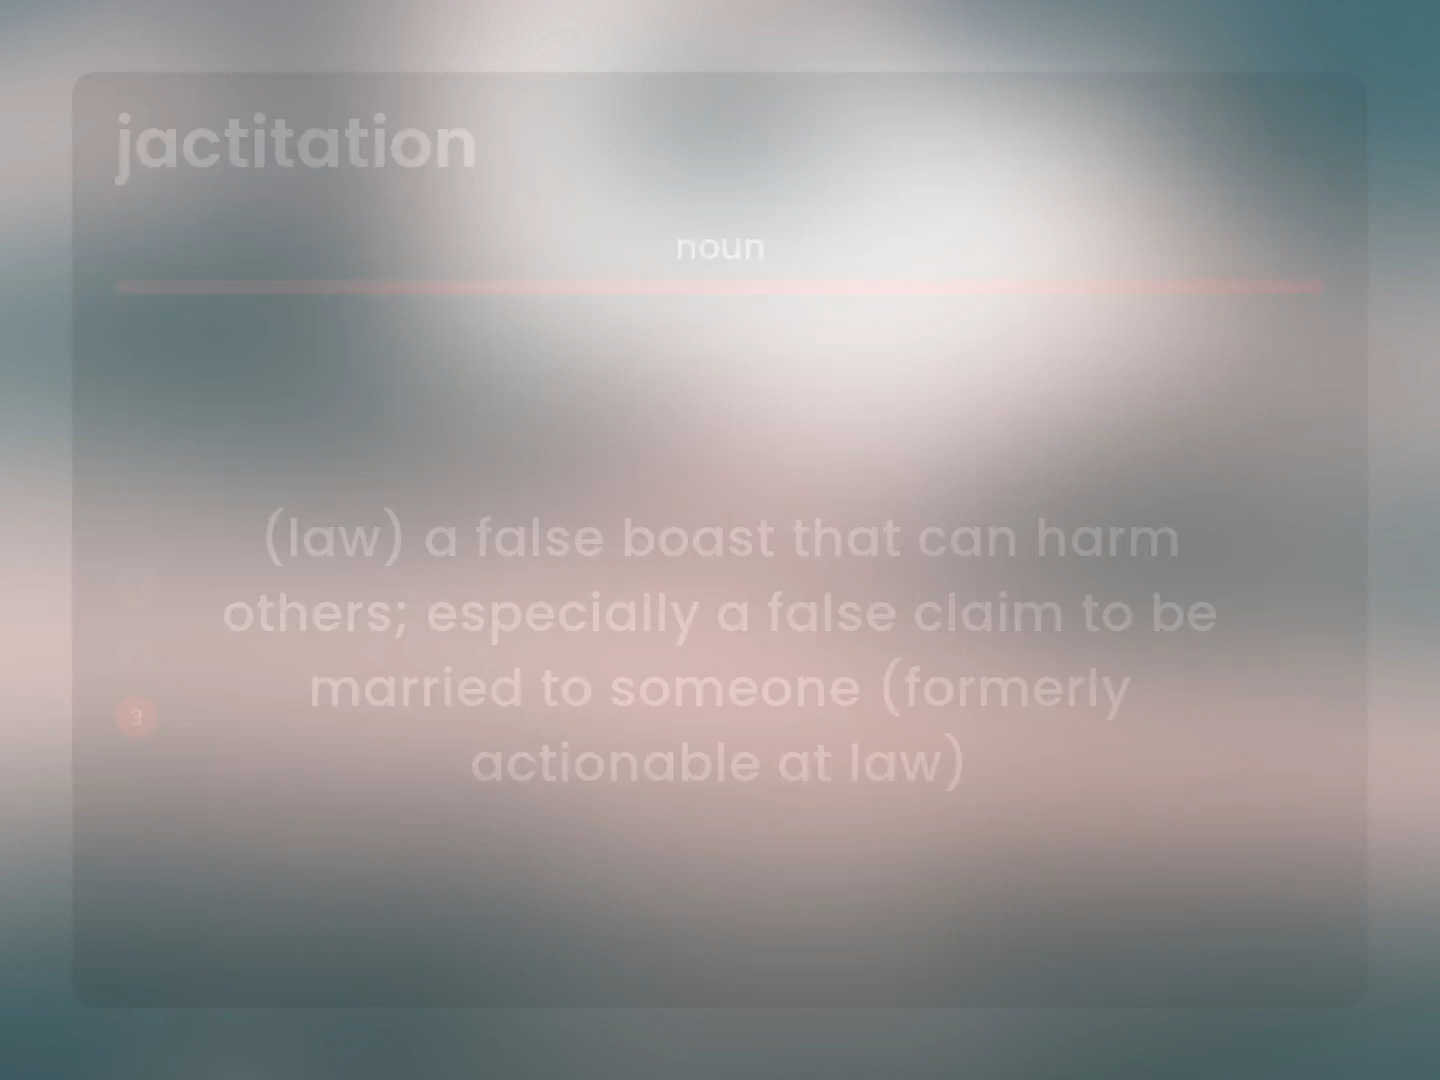 jactitation
noun
(law) a false boast that can harm
others; especially a false claim to be
married to someone (formerly
actionable at law)
3